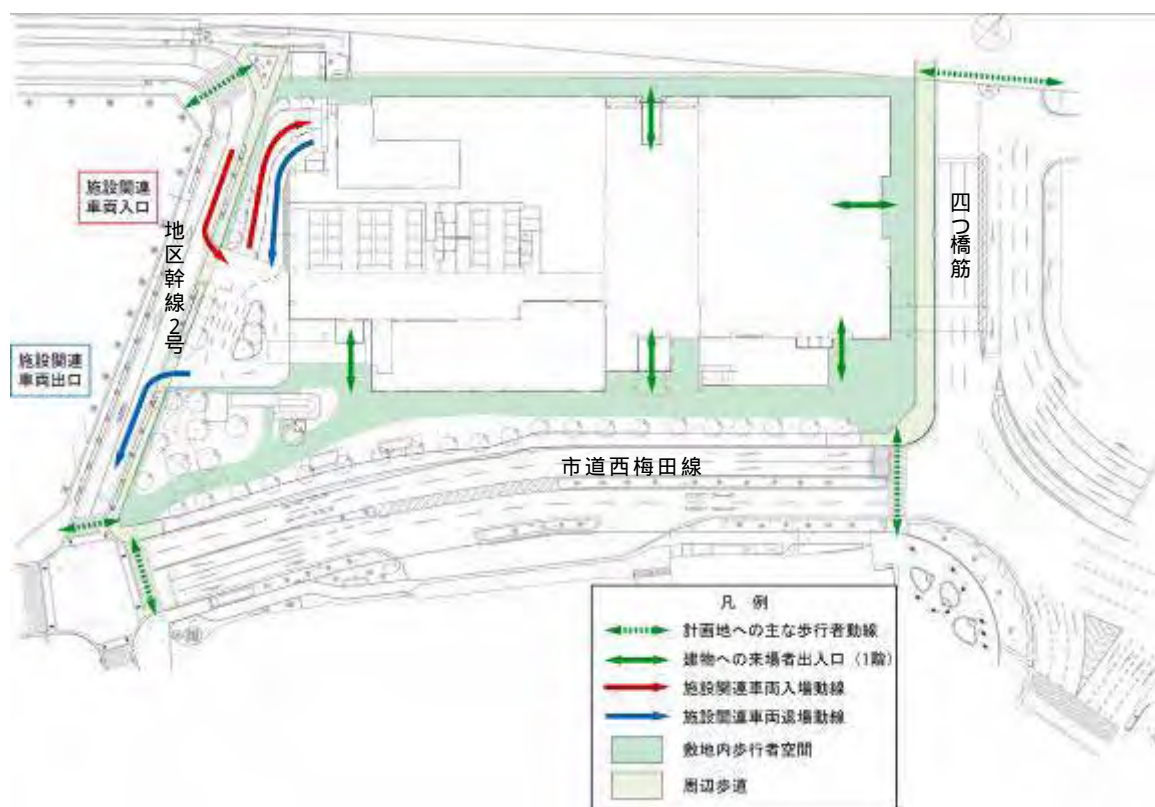 施設関連
車両入口
地区幹線2号
施設関連
車両出口
四つ橋筋
市道西梅田線
凡 例
計画地への主な歩行者動線
建物への来場者出入口（1階）
施設関連車両入場動線
施設関連車両退場動線
敷地内歩行者空間
周辺歩道